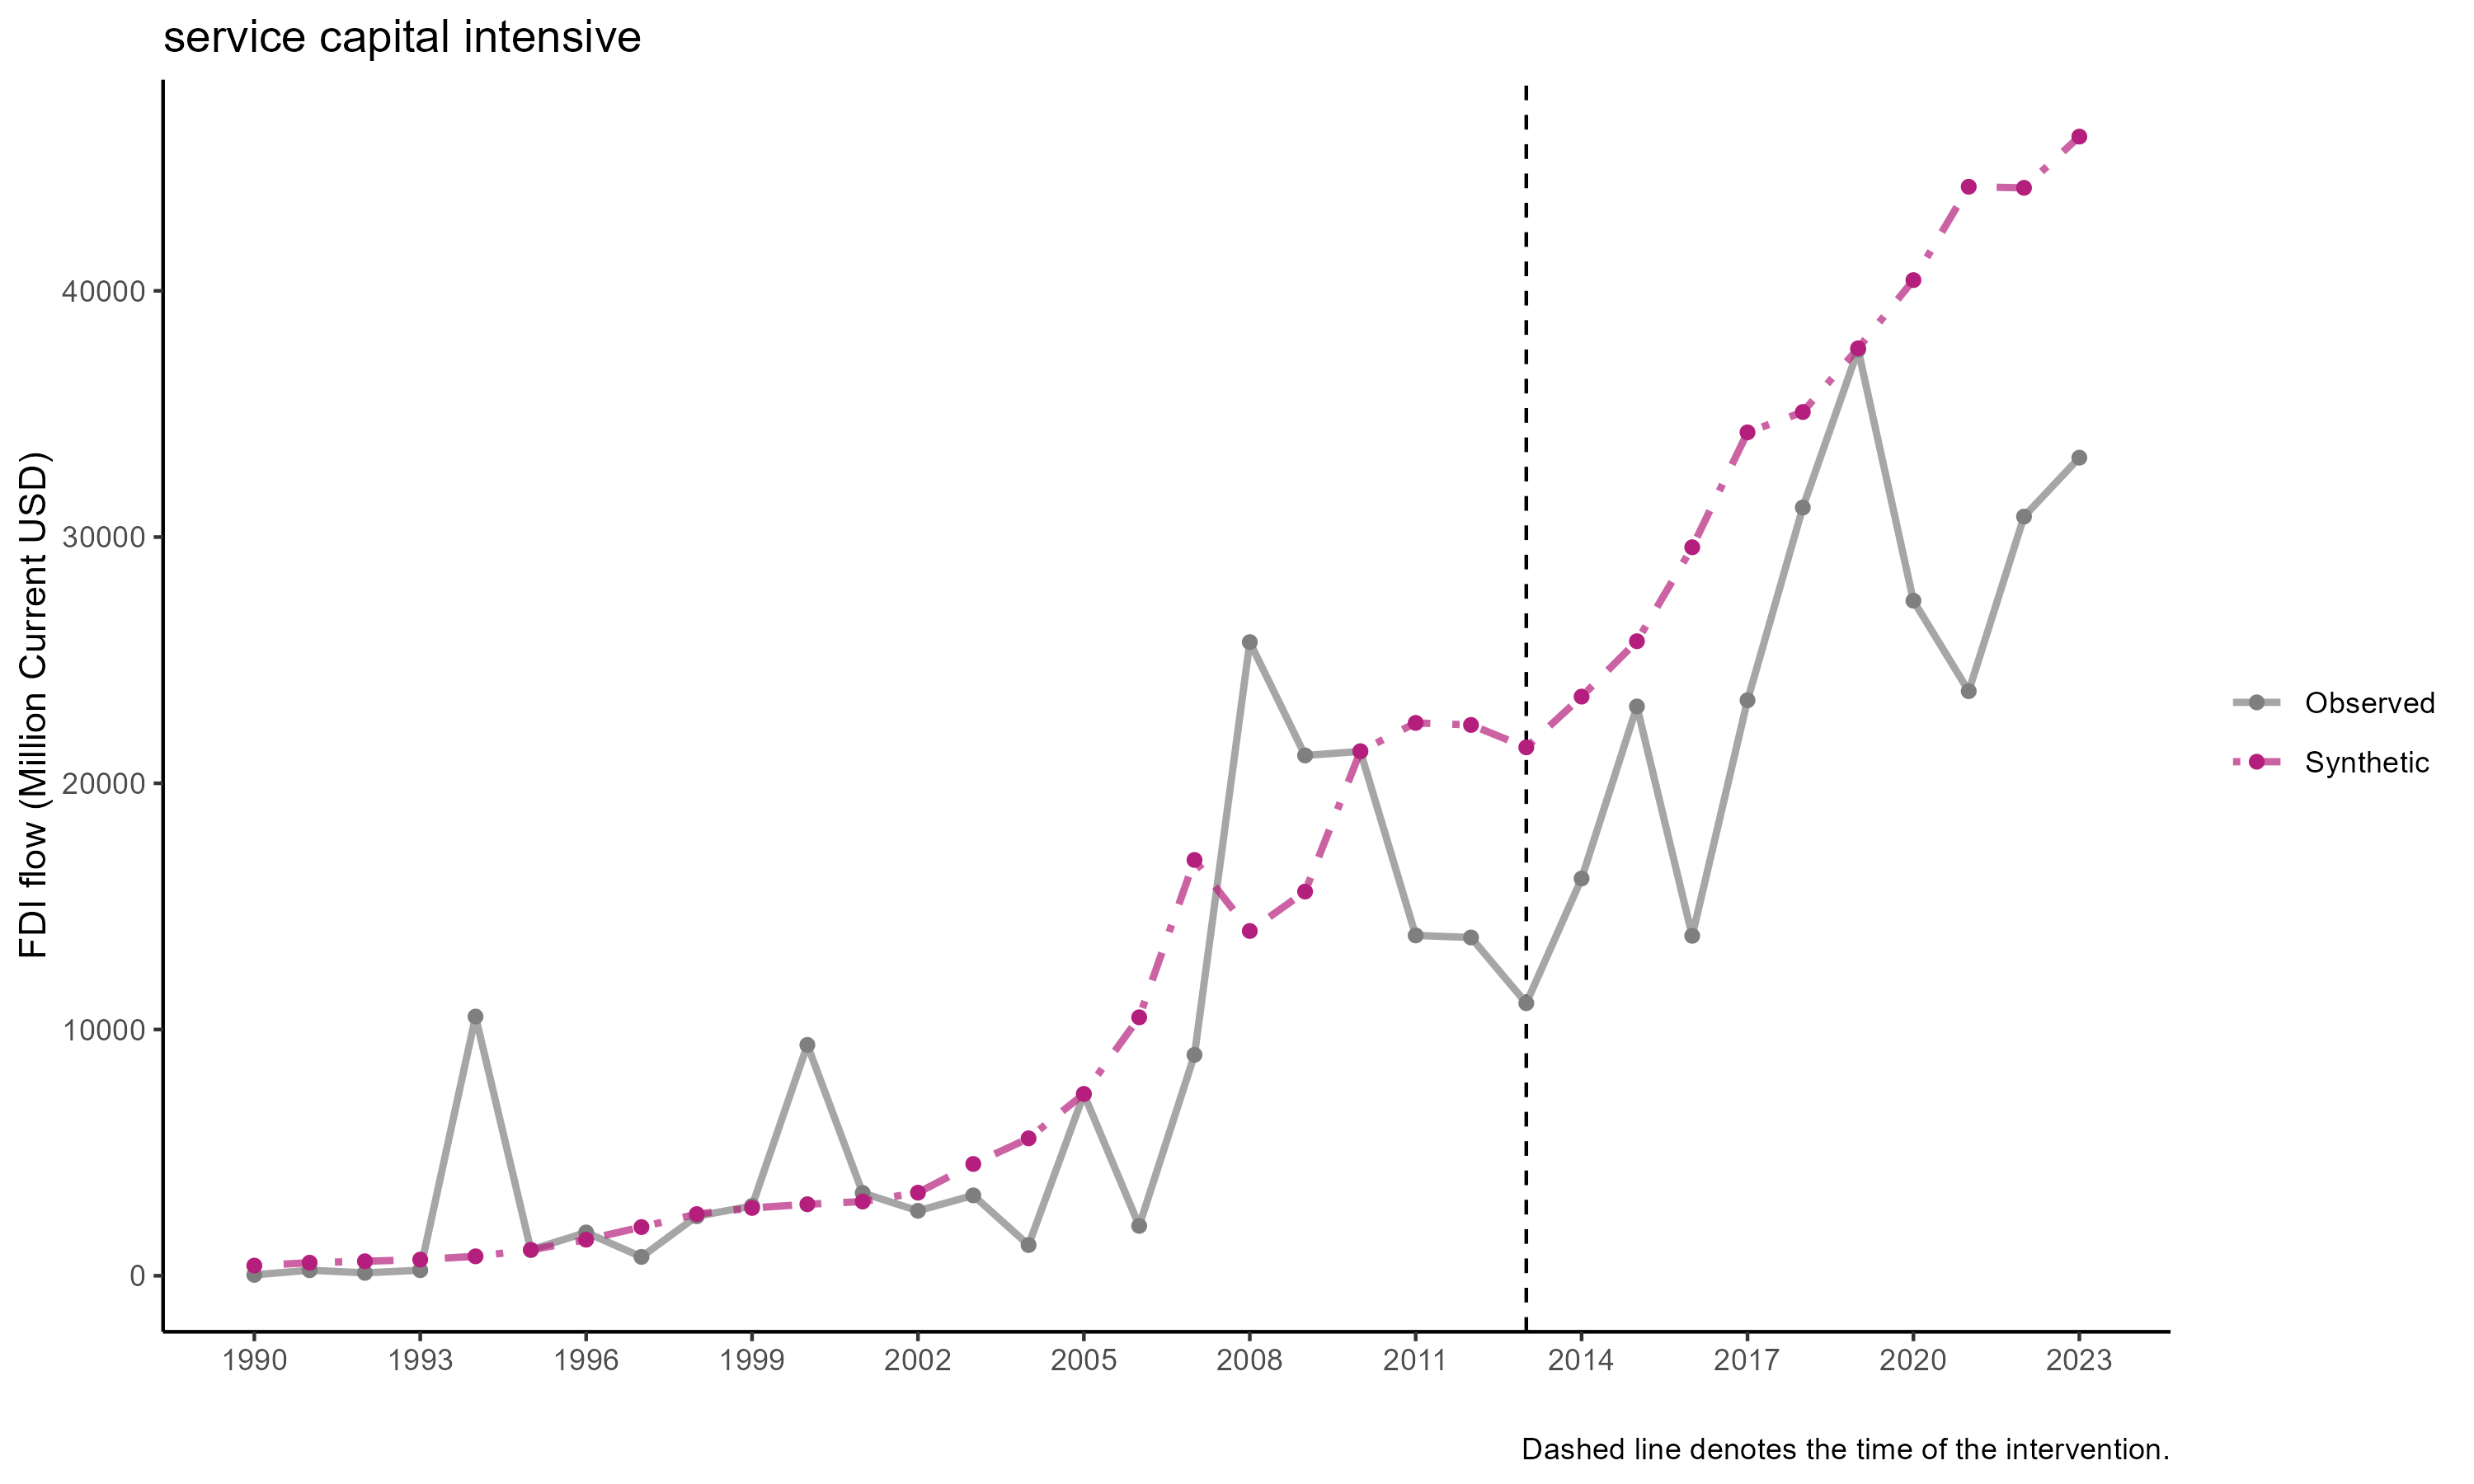 service capital intensive
FDI flow (Million Current USD)
40000
30000
20000
10000
0
1990 1993 1996 1999 2002 2005 2008 2011 2014 2017 2020 2023
Observed
Synthetic
Dashed line denotes the time of the intervention.